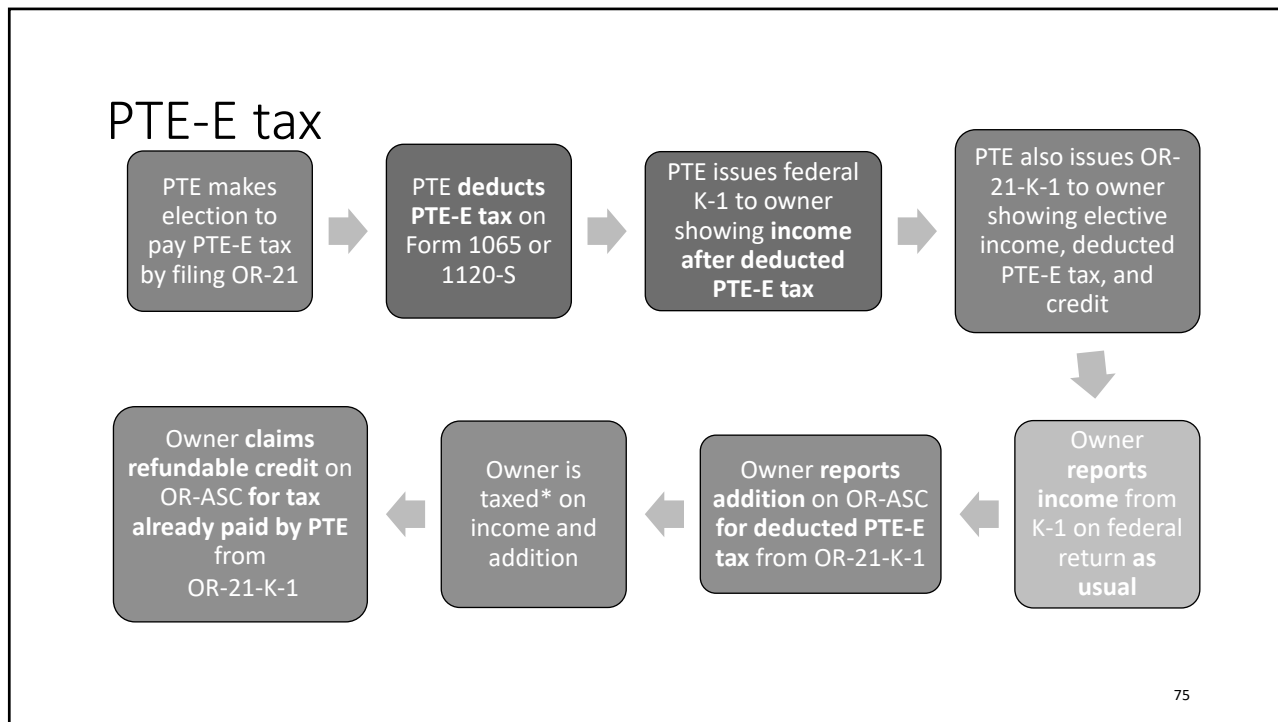 PTE-E tax
PTE makes
election to
pay PTE-E tax
by filing OR-21
PTE deducts
PTE-E tax on
Form 1065 or
1120-S
PTE issues federal
K-1 to owner
showing income
after deducted
PTE-E tax
PTE also issues OR-
21-K-1 to owner
showing elective
income, deducted
PTE-E tax, and
credit
Owner
reports
income from
K-1 on federal
return as
usual
Owner reports
addition on OR-ASC
for deducted PTE-E
tax from OR-21-K-1
Owner is
taxed* on
income and
addition
Owner claims
refundable credit on
OR-ASC for tax
already paid by PTE
from
OR-21-K-1
75